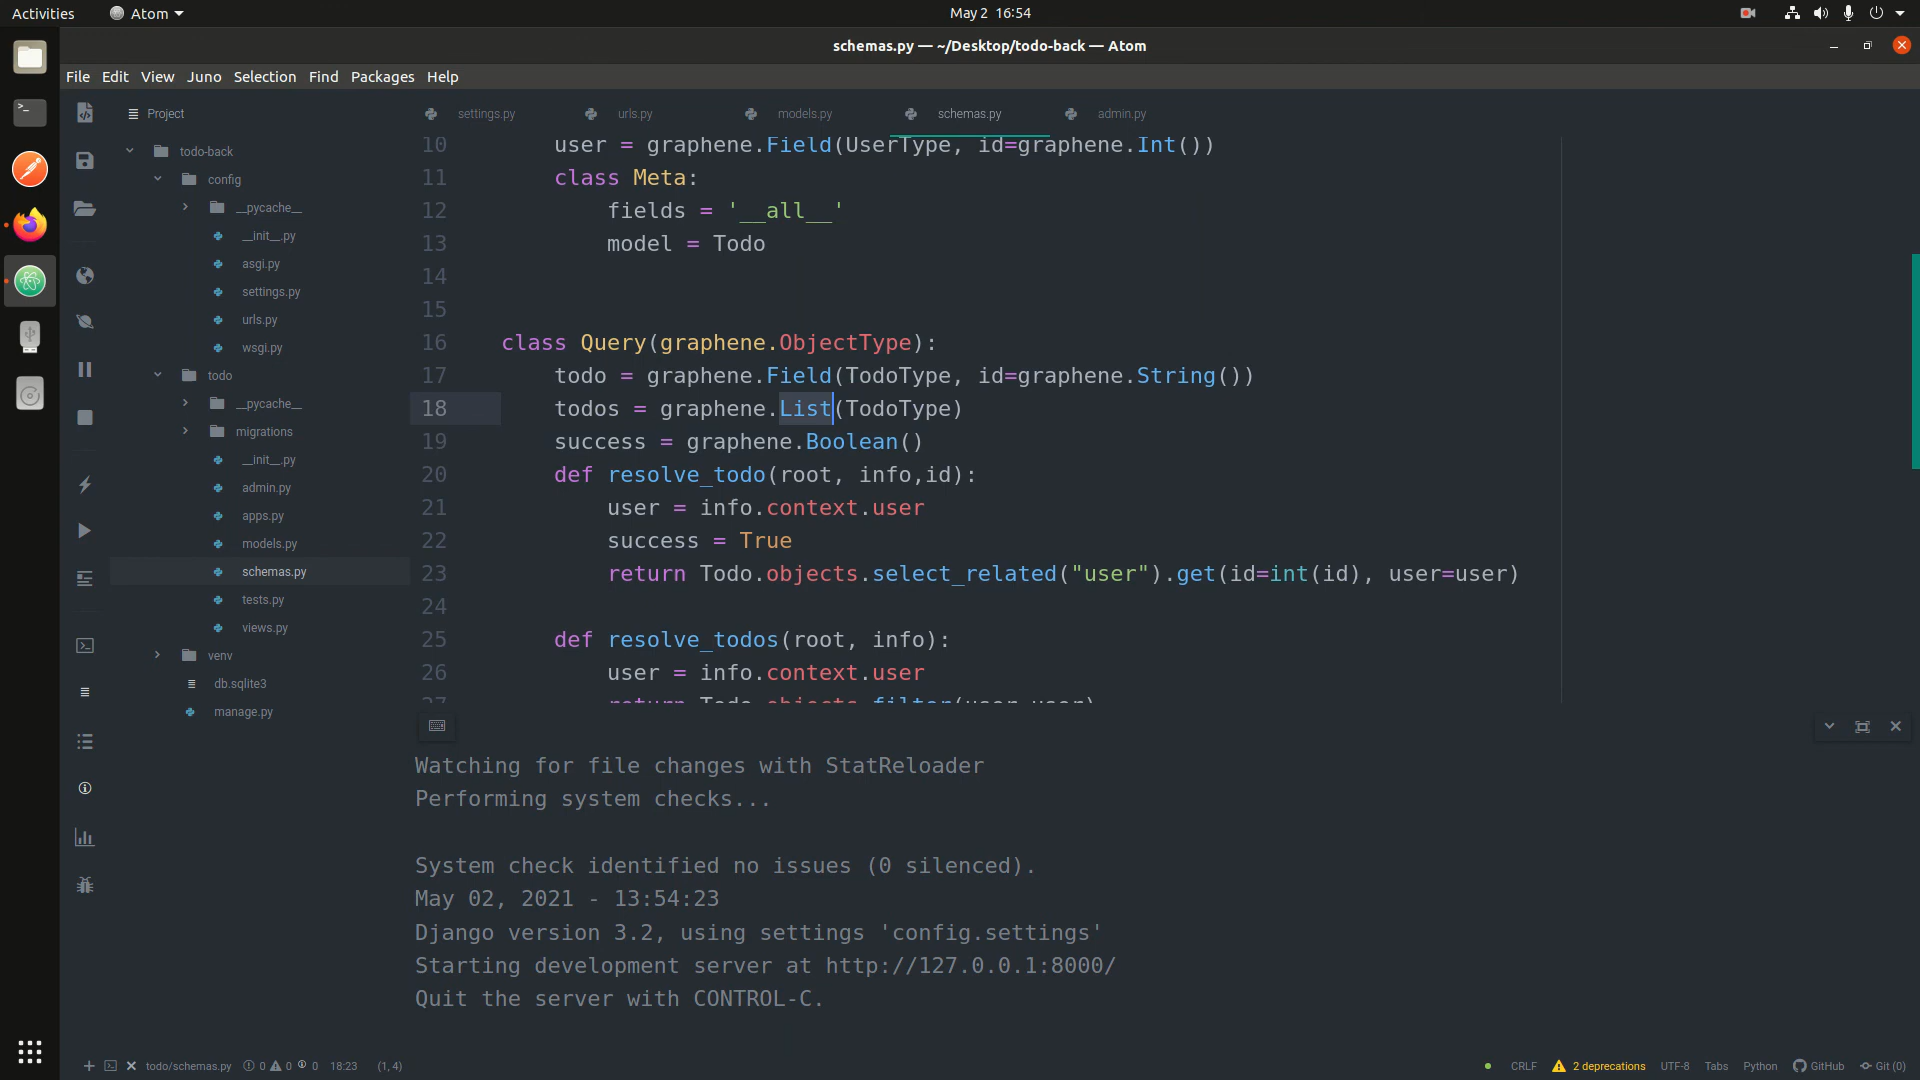 Activities
Atom
May 2 16:54
schemas.py — ~/Desktop/todo-back — Atom
File Edit View Juno Selection Find Packages Help
Project
settings.py
urls.py
models.py
schemas.py
admin.py
todo-back
config
__pycache__
__init__.py
asgi.py
settings.py
urls.py
wsgi.py
todo
__pycache__
migrations
__init__.py
admin.py
apps.py
models.py
schemas.py
tests.py
views.py
venv
db.sqlite3
manage.py
10 user = graphene.Field(UserType, id=graphene.Int())
11 class Meta:
12 fields = '__all__'
13 model = Todo
14
15
16 class Query(graphene.ObjectType):
17 todo = graphene.Field(TodoType, id=graphene.String())
18 todos = graphene.List(TodoType)
19 success = graphene.Boolean()
20 def resolve_todo(root, info,id):
21 user = info.context.user
22 success = True
23 return Todo.objects.select_related("user").get(id=int(id), user=user)
24
25 def resolve_todos(root, info):
26 user = info.context.user
27 return Todo.objects.filter(user=user)
Watching for file changes with StatReloader
Performing system checks...
System check identified no issues (0 silenced).
May 02, 2021 - 13:54:23
Django version 3.2, using settings 'config.settings'
Starting development server at http://127.0.0.1:8000/
Quit the server with CONTROL-C.
todo/schemas.py 0 0 0 18:23 (1, 4)
CRLF 2 deprecations UTF-8 Tabs Python GitHub Git (0)